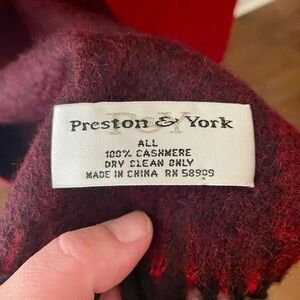 Preston & York
ALL
100% CASHMERE
DRY CLEAN ONLY
MADE IN CHINA RN 58909